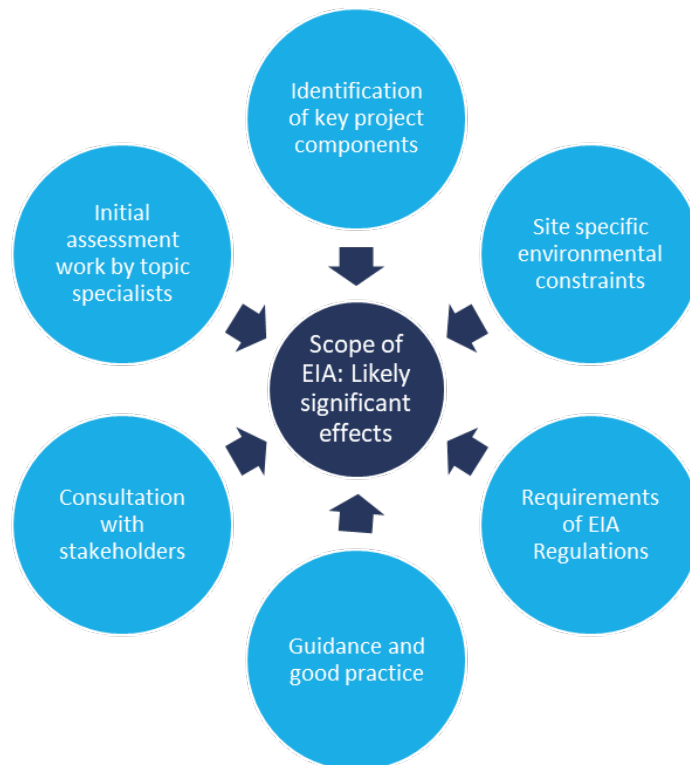 Identification
of key project
components
Initial
assessment
work by topic
specialists
Site specific
environmental
constraints
Scope of
EIA: Likely
significant
effects
Consultation
with
stakeholders
Requirements
of EIA
Regulations
Guidance and
good practice